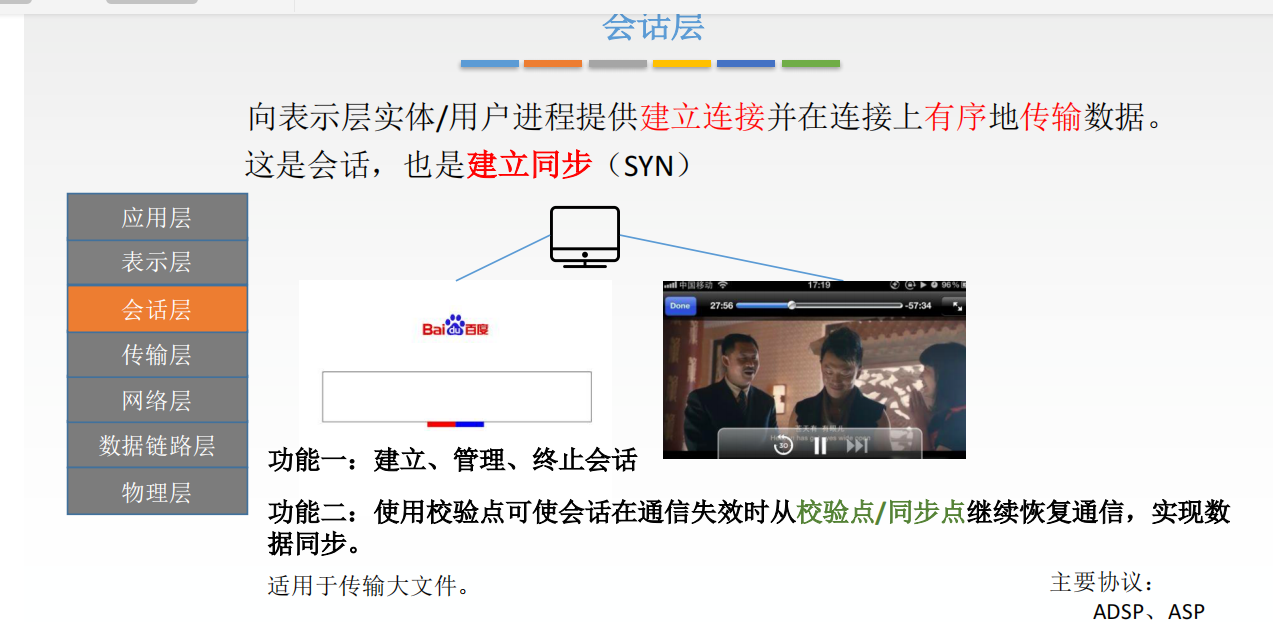 会话层
向表示层实体/用户进程提供建立连接并在连接上有序地传输数据。
这是会话，也是建立同步（SYN）
应用层
表示层
会话层
传输层
网络层
数据链路层
物理层
Bai du 百度
中国移动
17:19
96%
Done
27:56
-57:34
30
功能一：建立、管理、终止会话
功能二：使用校验点可使会话在通信失效时从校验点/同步点继续恢复通信，实现数
据同步。
适用于传输大文件。
主要协议：
ADSP、ASP